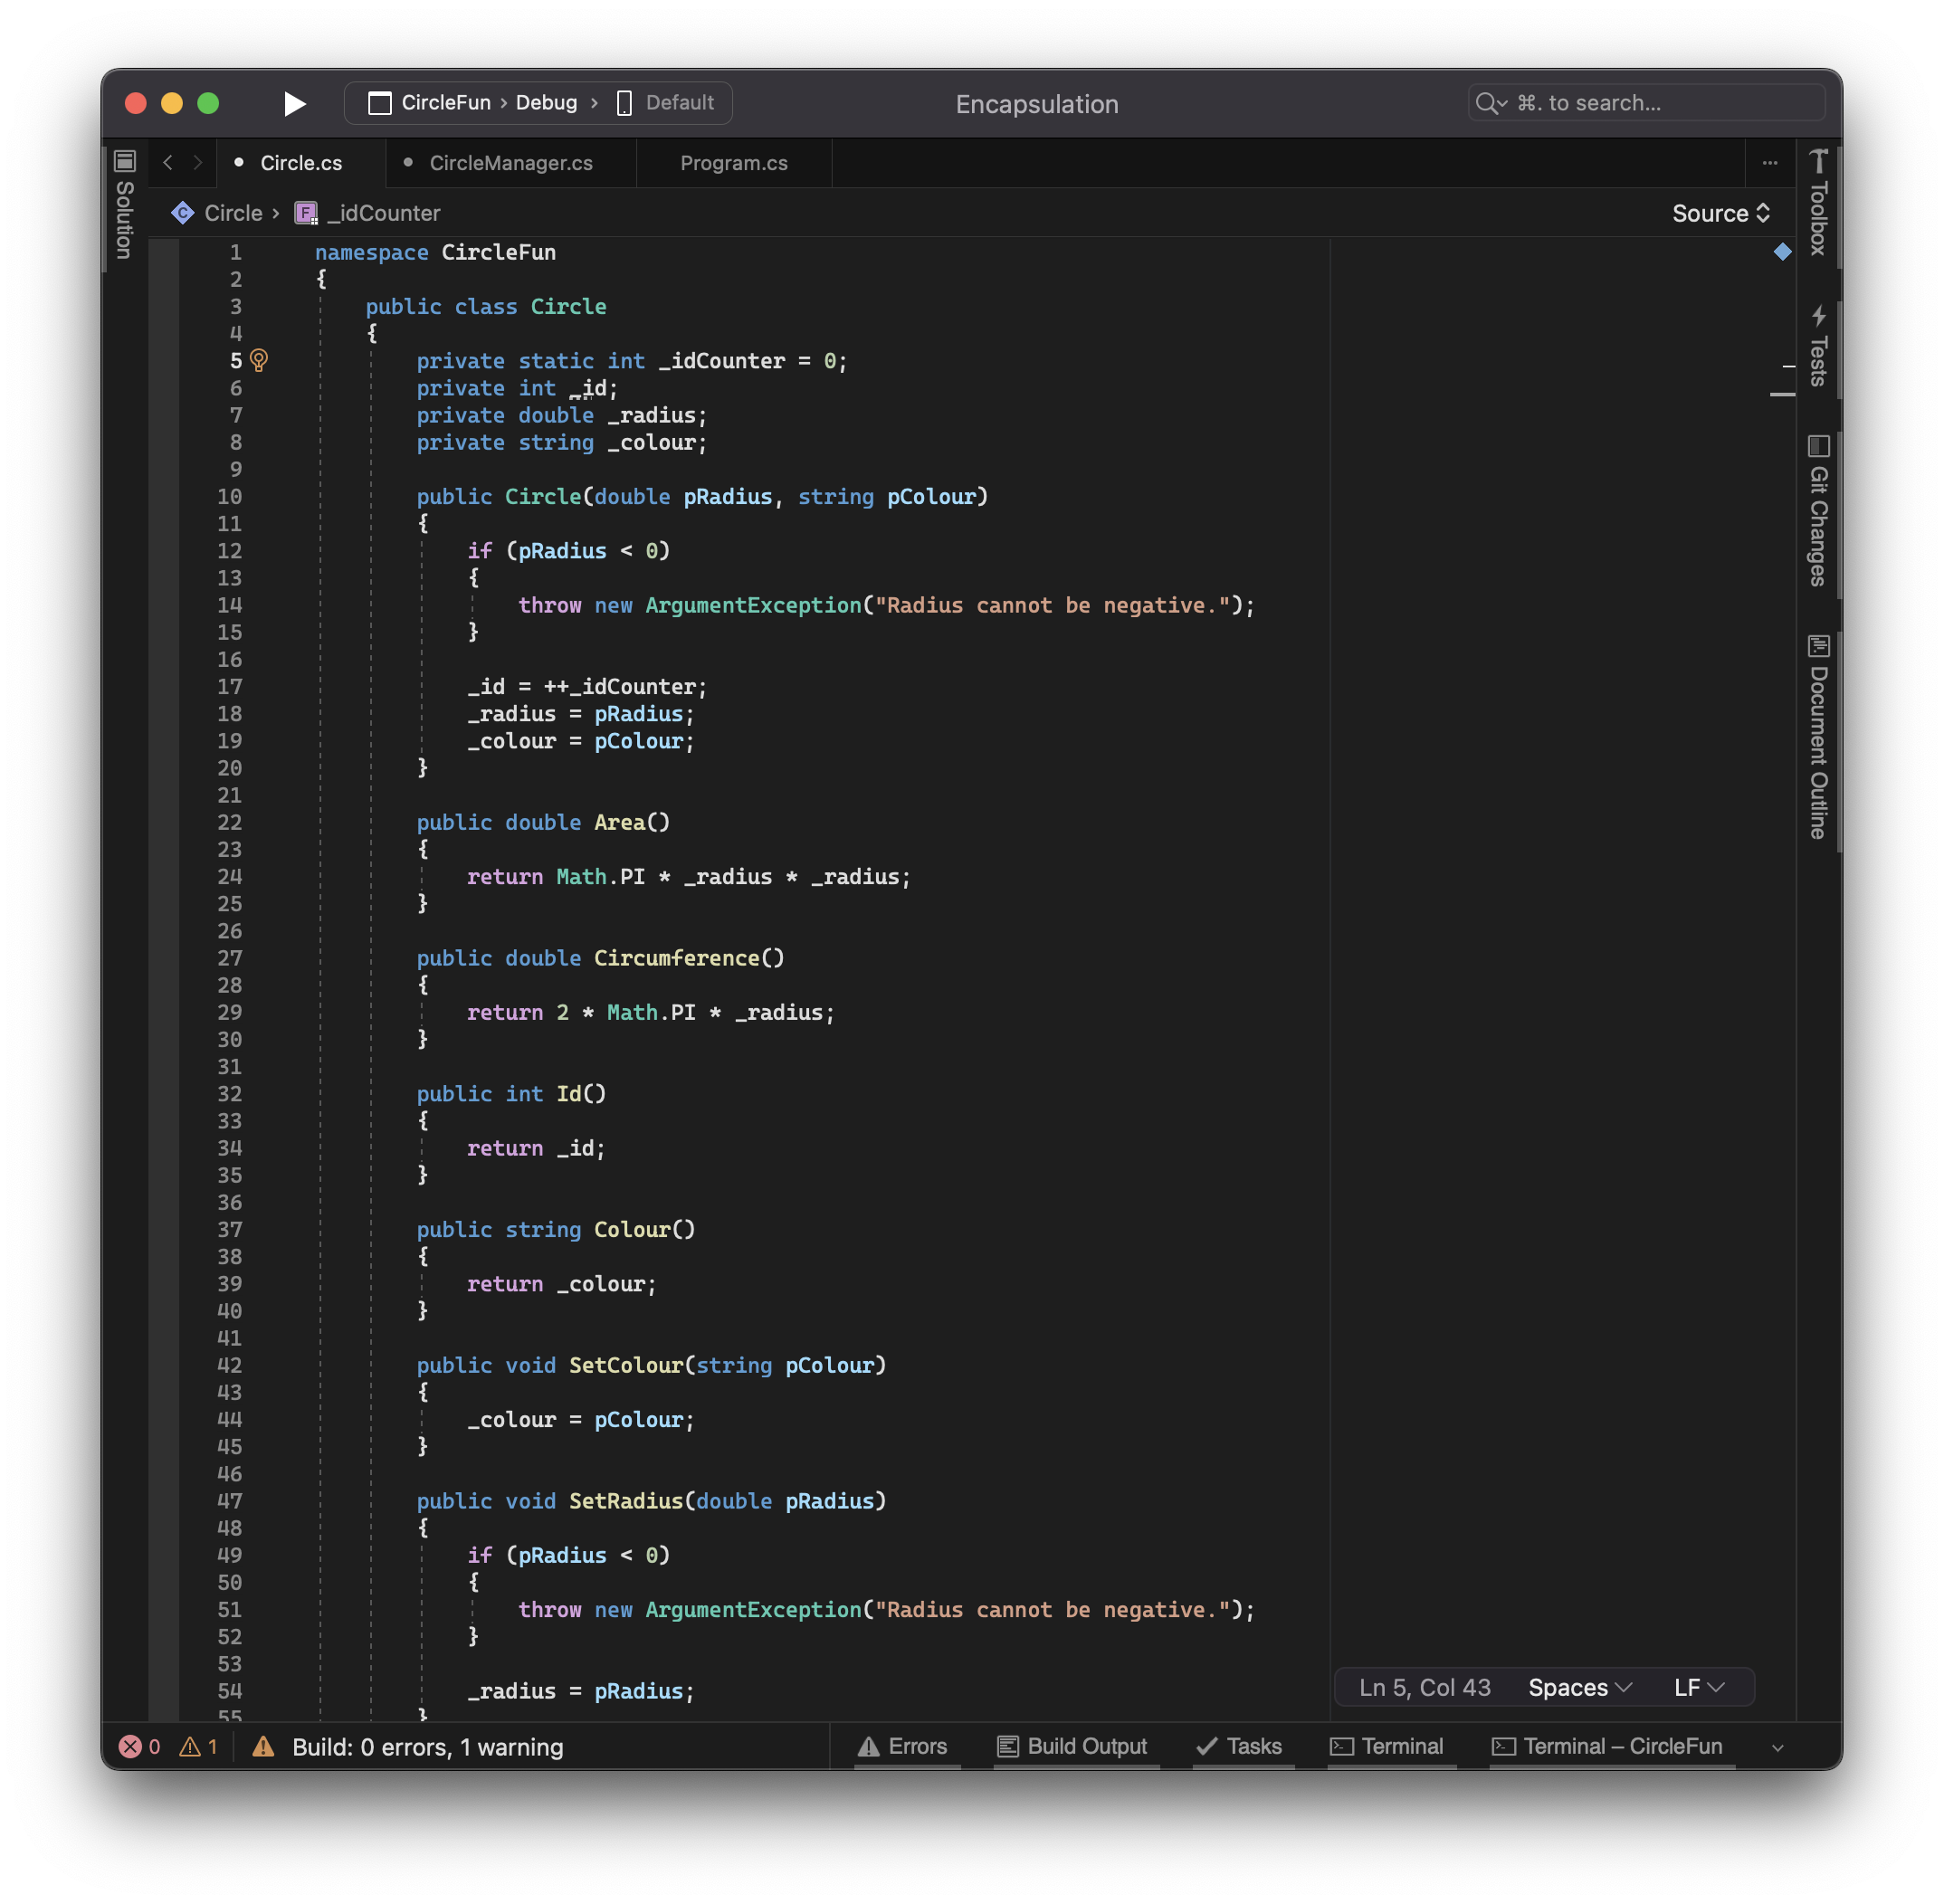 CircleFun › Debug › Default
Encapsulation
⌘. to search...
Solution
Circle.cs
CircleManager.cs
Program.cs
Circle › F _idCounter
Source
1 namespace CircleFun
2 {
3     public class Circle
4     {
5         private static int _idCounter = 0;
6         private int _id;
7         private double _radius;
8         private string _colour;
9
10         public Circle(double pRadius, string pColour)
11         {
12             if (pRadius < 0)
13             {
14                 throw new ArgumentException("Radius cannot be negative.");
15             }
16
17             _id = ++_idCounter;
18             _radius = pRadius;
19             _colour = pColour;
20         }
21
22         public double Area()
23         {
24             return Math.PI * _radius * _radius;
25         }
26
27         public double Circumference()
28         {
29             return 2 * Math.PI * _radius;
30         }
31
32         public int Id()
33         {
34             return _id;
35         }
36
37         public string Colour()
38         {
39             return _colour;
40         }
41
42         public void SetColour(string pColour)
43         {
44             _colour = pColour;
45         }
46
47         public void SetRadius(double pRadius)
48         {
49             if (pRadius < 0)
50             {
51                 throw new ArgumentException("Radius cannot be negative.");
52             }
53
54             _radius = pRadius;
55         }
Toolbox
Tests
Git Changes
Document Outline
Ln 5, Col 43 Spaces LF
0 1 Build: 0 errors, 1 warning
Errors
Build Output
Tasks
Terminal
Terminal – CircleFun